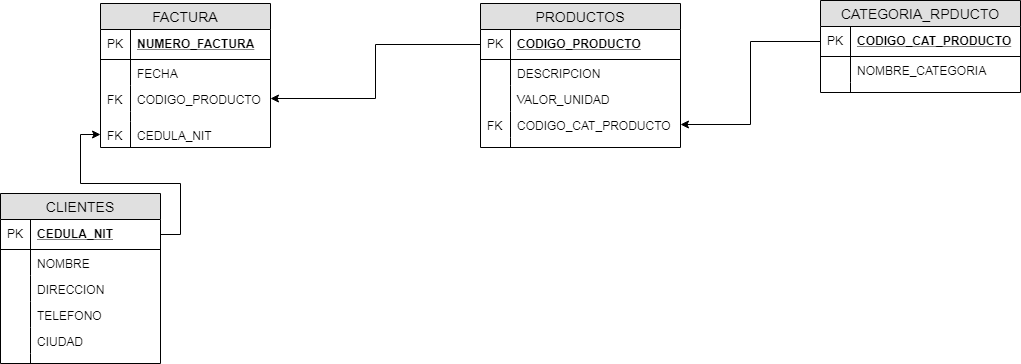 FACTURA
PK NUMERO_FACTURA
FECHA
FK CODIGO_PRODUCTO
FK CEDULA_NIT
PRODUCTOS
PK CODIGO_PRODUCTO
DESCRIPCION
VALOR_UNIDAD
FK CODIGO_CAT_PRODUCTO
CATEGORIA_RPDUCTO
PK CODIGO_CAT_PRODUCTO
NOMBRE_CATEGORIA
CLIENTES
PK CEDULA_NIT
NOMBRE
DIRECCION
TELEFONO
CIUDAD